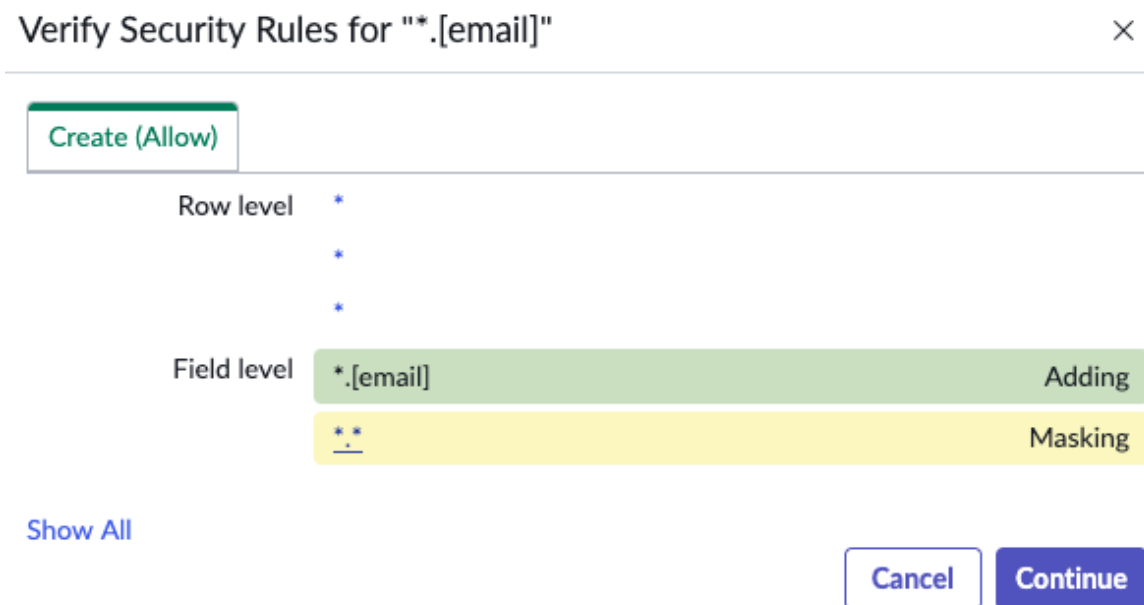 Verify Security Rules for "*.[email]" ×
Create (Allow)
Row level *
*
*
Field level *.[email] Adding
*.* Masking
Show All
Cancel Continue